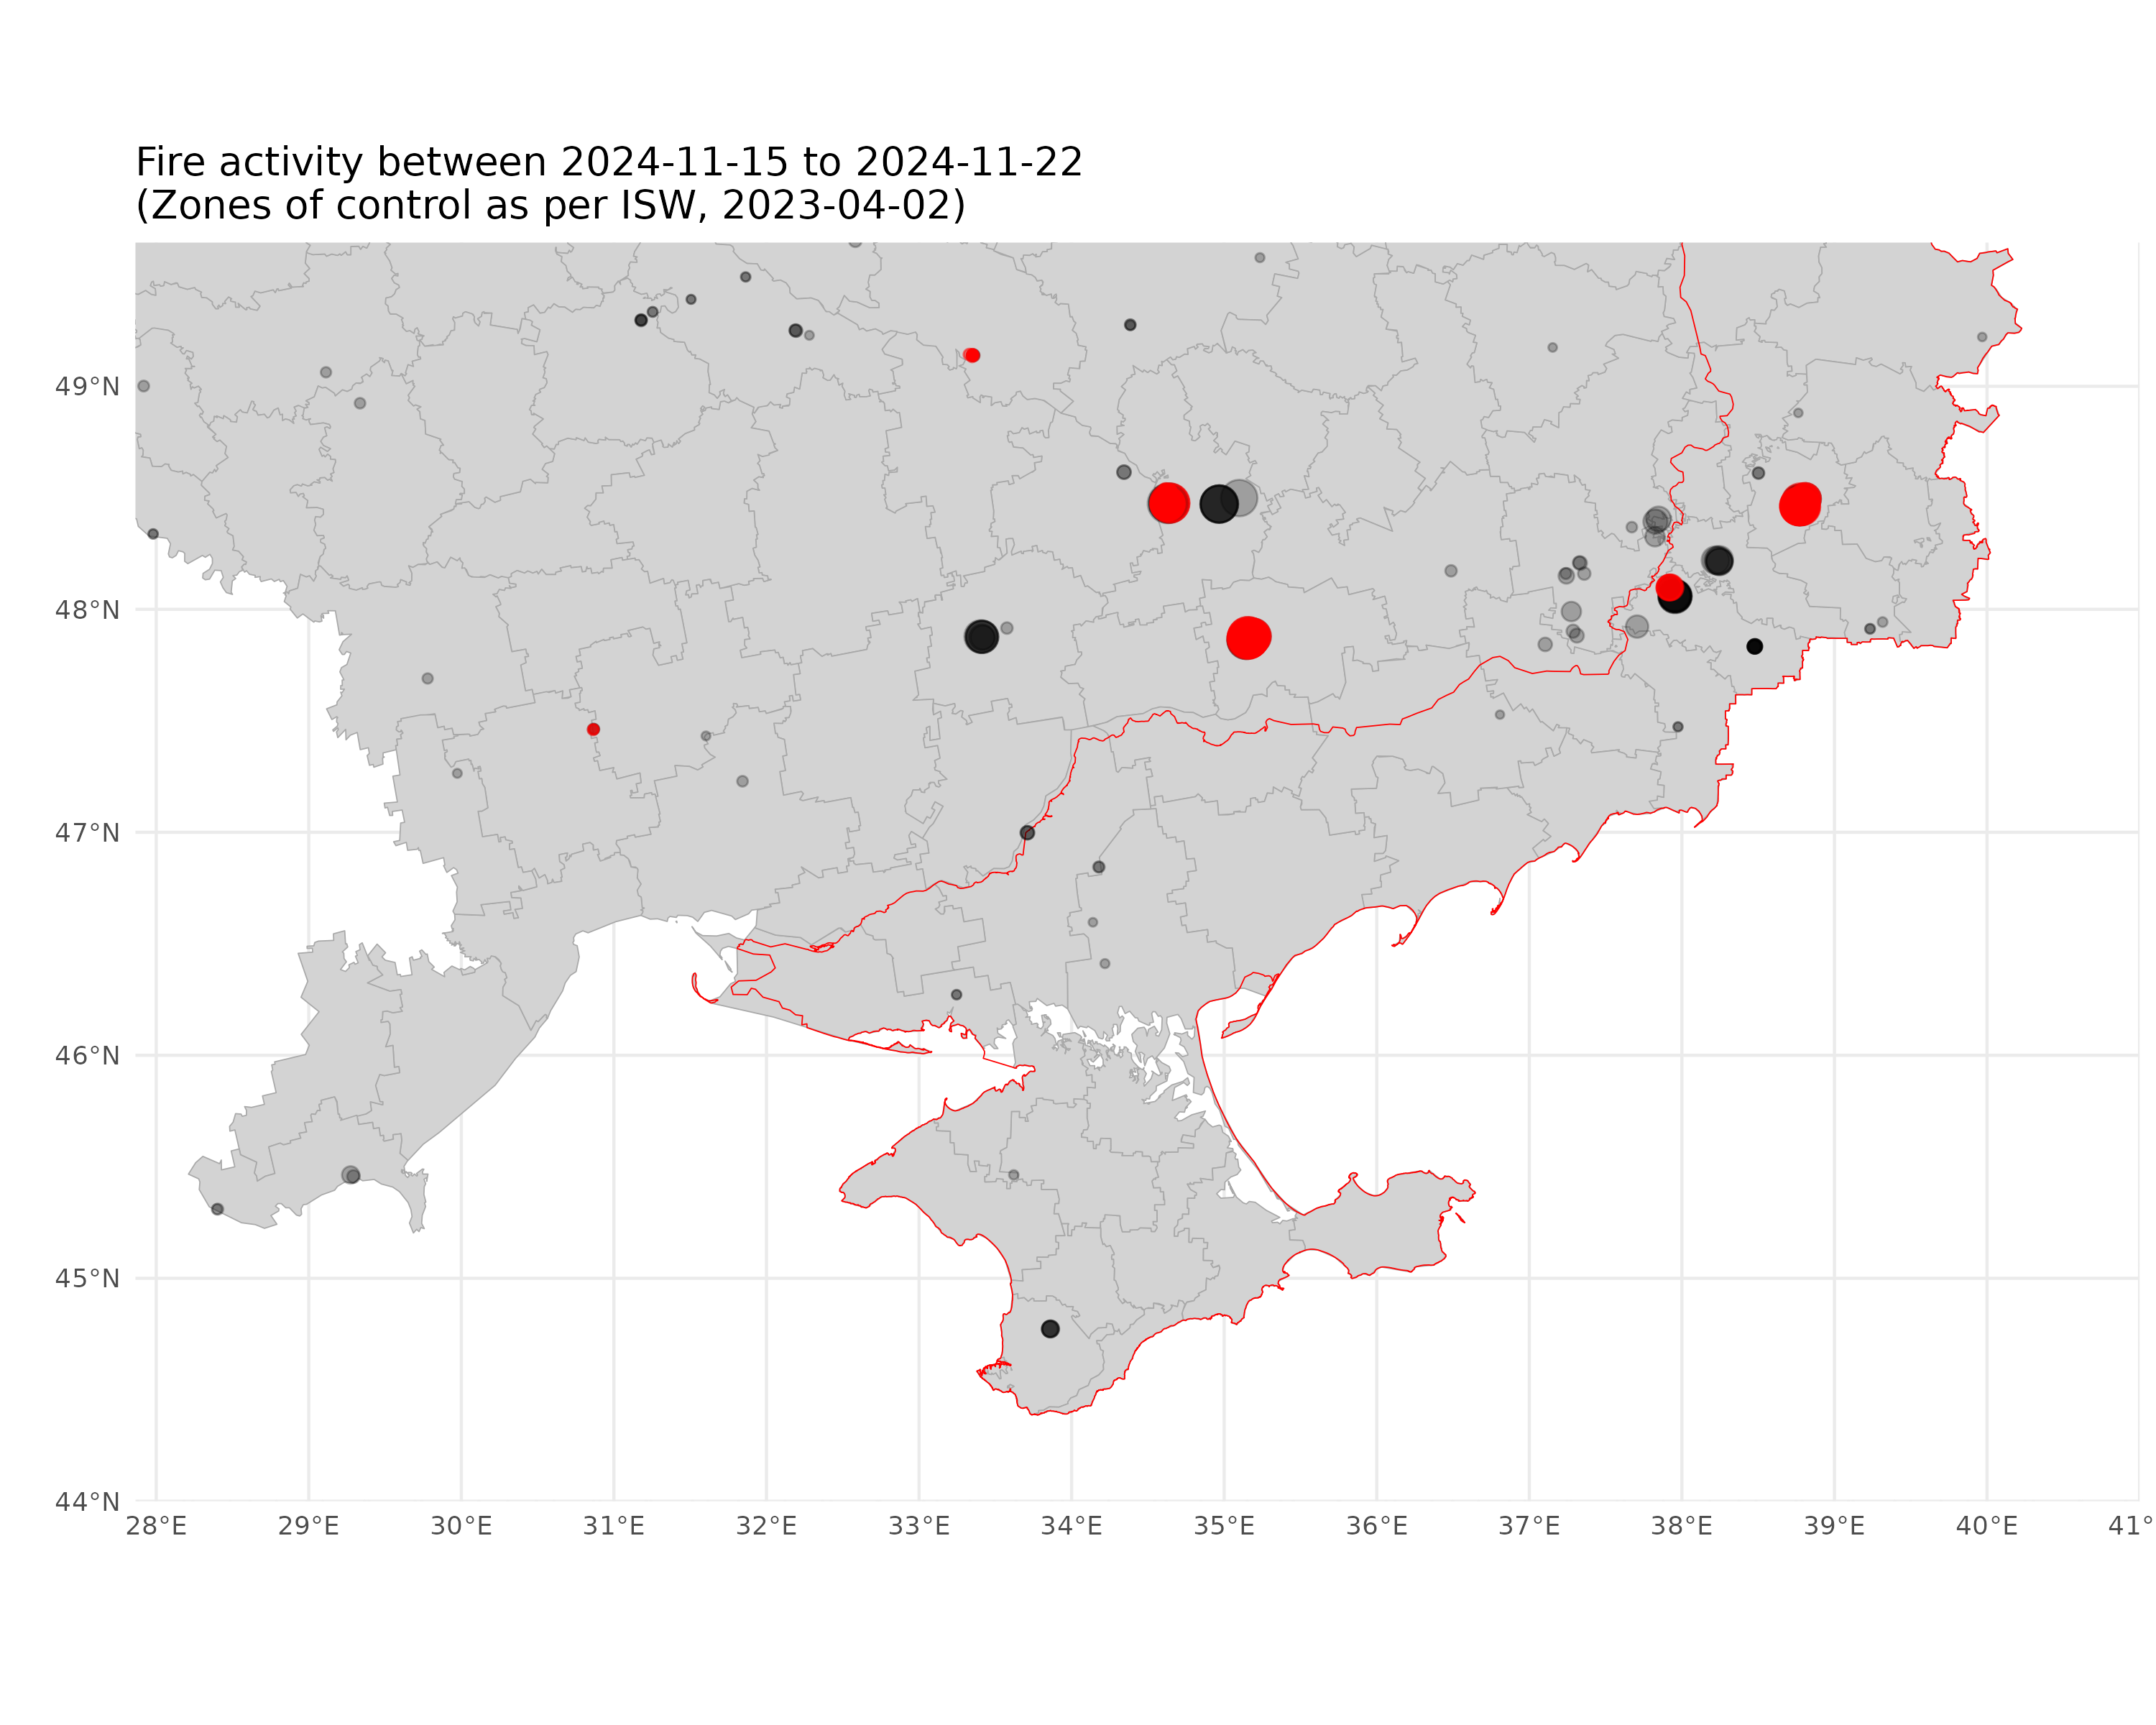 Fire activity between 2024-11-15 to 2024-11-22
(Zones of control as per ISW, 2023-04-02)
49°N
48°N
47°N
46°N
45°N
44°N
28°E 29°E 30°E 31°E 32°E 33°E 34°E 35°E 36°E 37°E 38°E 39°E 40°E 41°